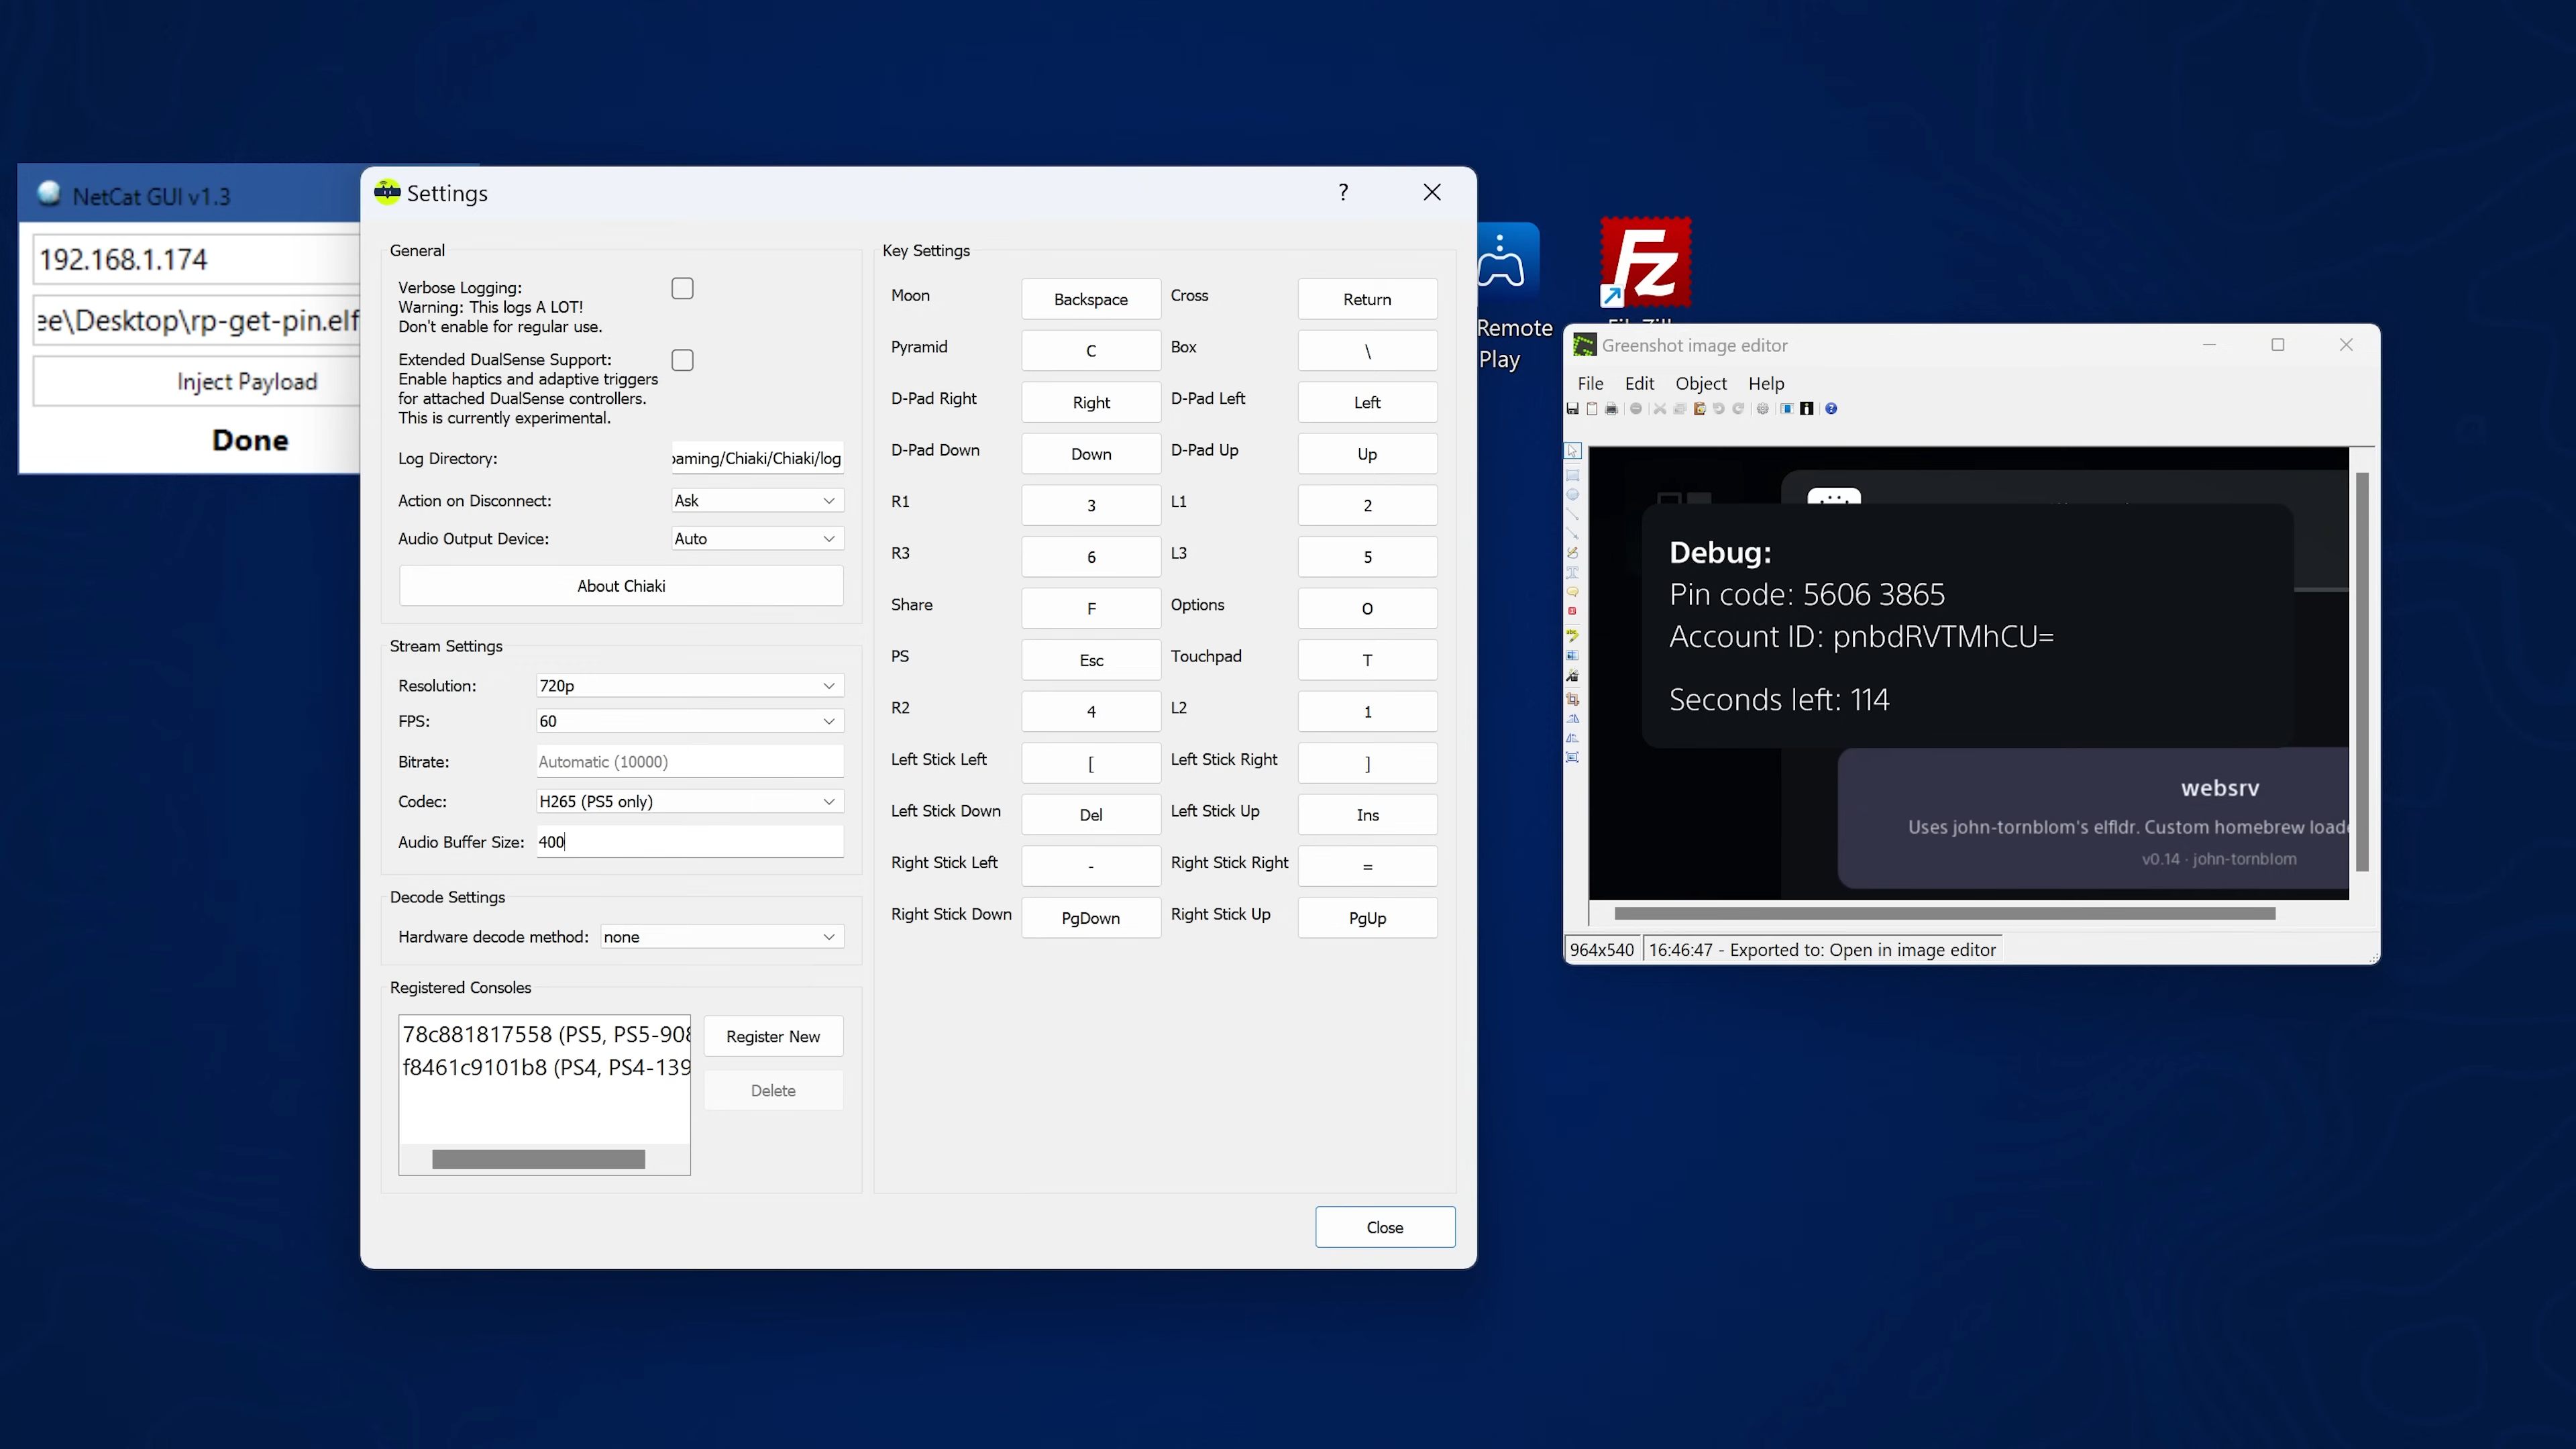 NetCat GUI v1.3
192.168.1.174
ee\Desktop\rp-get-pin.elf
Inject Payload
Done
Settings
?
General
Verbose Logging:
Warning: This logs A LOT!
Don't enable for regular use.
Extended DualSense Support:
Enable haptics and adaptive triggers
for attached DualSense controllers.
This is currently experimental.
Log Directory: oaming/Chiaki/Chiaki/log
Action on Disconnect: Ask
Audio Output Device: Auto
About Chiaki
Stream Settings
Resolution: 720p
FPS: 60
Bitrate: Automatic (10000)
Codec: H265 (PS5 only)
Audio Buffer Size: 400
Decode Settings
Hardware decode method: none
Registered Consoles
78c881817558 (PS5, PS5-908
f8461c9101b8 (PS4, PS4-139
Register New
Delete
Key Settings
Moon Backspace Cross Return
Pyramid C Box \
D-Pad Right Right D-Pad Left Left
D-Pad Down Down D-Pad Up Up
R1 3 L1 2
R3 6 L3 5
Share F Options O
PS Esc Touchpad T
R2 4 L2 1
Left Stick Left [ Left Stick Right ]
Left Stick Down Del Left Stick Up Ins
Right Stick Left - Right Stick Right =
Right Stick Down PgDown Right Stick Up PgUp
Close
Remote
Play
Fz
Greenshot image editor
File Edit Object Help
Debug:
Pin code: 5606 3865
Account ID: pnbdRVTMhCU=
Seconds left: 114
websrv
Uses john-tornblom's elfldr. Custom homebrew loade
v0.14 · john-tornblom
964x540 16:46:47 - Exported to: Open in image editor